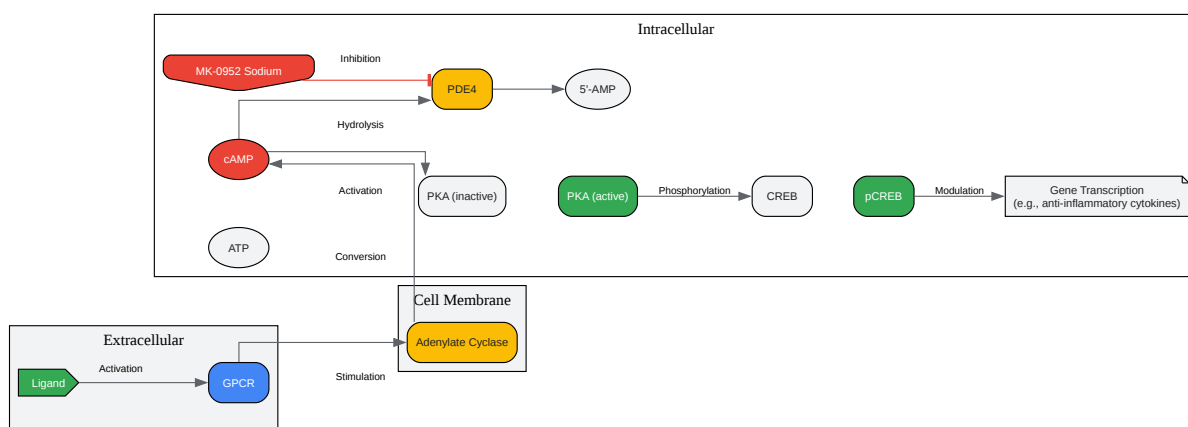 Intracellular
MK-0952 Sodium
Inhibition
PDE4
5'-AMP
Hydrolysis
cAMP
Activation
PKA (inactive)
PKA (active)
Phosphorylation
CREB
pCREB
Modulation
Gene Transcription
(e.g., anti-inflammatory cytokines)
ATP
Conversion
Cell Membrane
Adenylate Cyclase
Extracellular
Activation
Ligand
GPCR
Stimulation